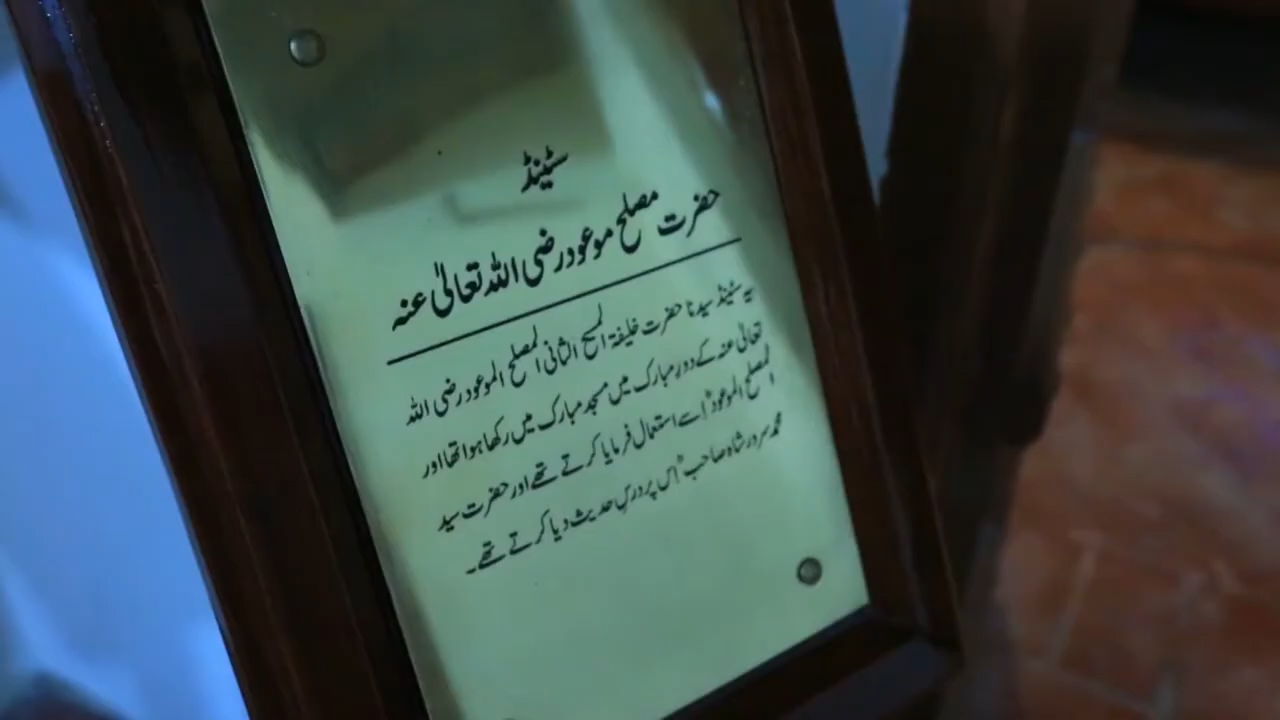 سٹینڈ
حضرت مصلح موعود رضی اللہ تعالیٰ عنہ
یہ سٹینڈ سیدنا حضرت خلیفۃ المسیح الثانی المصلح الموعود رضی اللہ
تعالیٰ عنہ کے دورِ مبارک میں مسجد مبارک میں رکھا ہوا تھا اور
المصلح الموعودؓ اِسے استعمال فرمایا کرتے تھے اور حضرت سید
محمد سرور شاہ صاحبؓ اِس پر درسِ حدیث دیا کرتے تھے۔